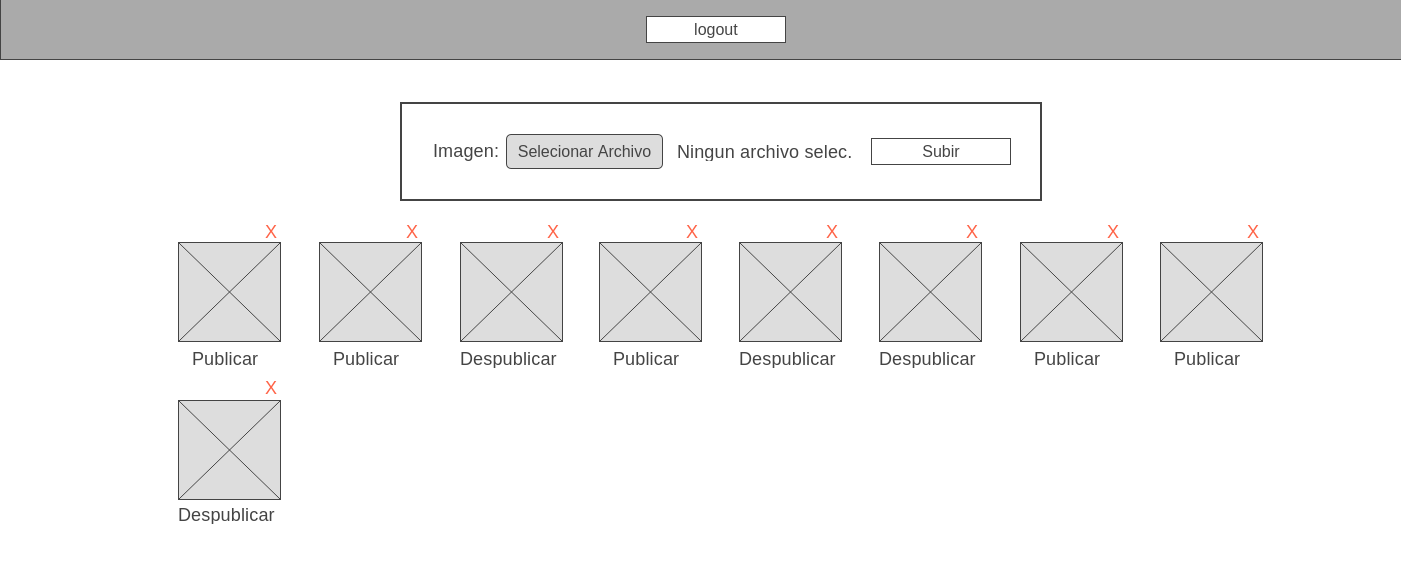 logout
Imagen: Selecionar Archivo Ningun archivo selec. Subir
X X X X X X X X
Publicar Publicar Despublicar Publicar Despublicar Despublicar Publicar Publicar
X
Despublicar